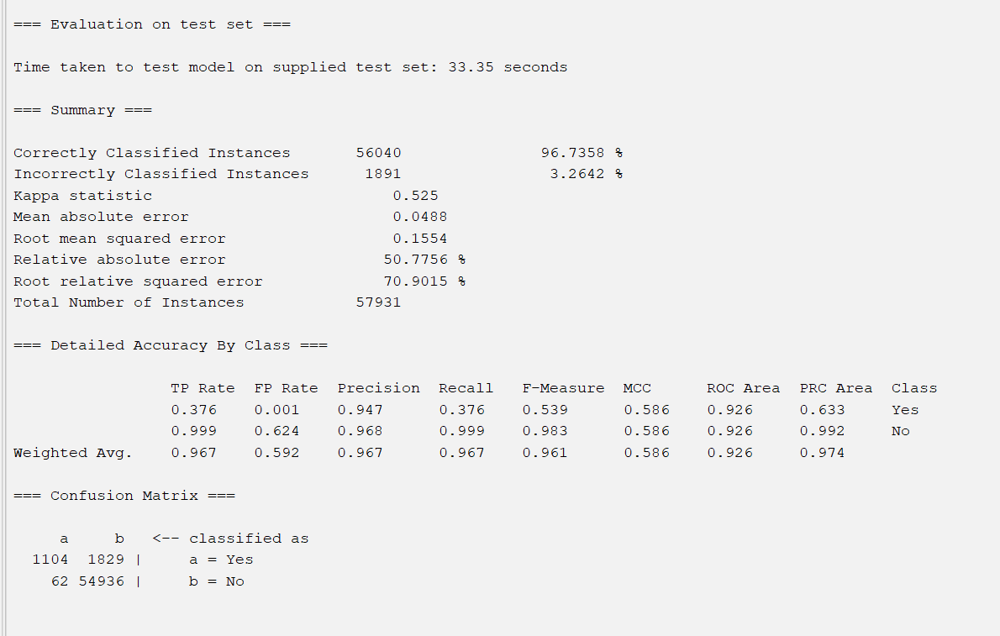 === Evaluation on test set ===
Time taken to test model on supplied test set: 33.35 seconds
=== Summary ===
Correctly Classified Instances       56040               96.7358 %
Incorrectly Classified Instances      1891                3.2642 %
Kappa statistic                          0.525
Mean absolute error                      0.0488
Root mean squared error                  0.1554
Relative absolute error                 50.7756 %
Root relative squared error             70.9015 %
Total Number of Instances            57931
=== Detailed Accuracy By Class ===
                 TP Rate  FP Rate  Precision  Recall   F-Measure  MCC      ROC Area  PRC Area  Class
                 0.376    0.001    0.947      0.376    0.539      0.586    0.926     0.633     Yes
                 0.999    0.624    0.968      0.999    0.983      0.586    0.926     0.992     No
Weighted Avg.    0.967    0.592    0.967      0.967    0.961      0.586    0.926     0.974
=== Confusion Matrix ===
     a     b   <-- classified as
  1104  1829 |     a = Yes
    62 54936 |     b = No